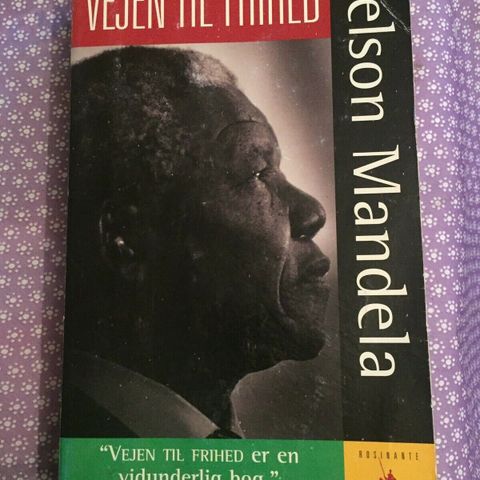 VEJEN TIL FRIHED
elson Mandela
"VEJEN TIL FRIHED er en
vidunderlig bog."
ROSINANTE